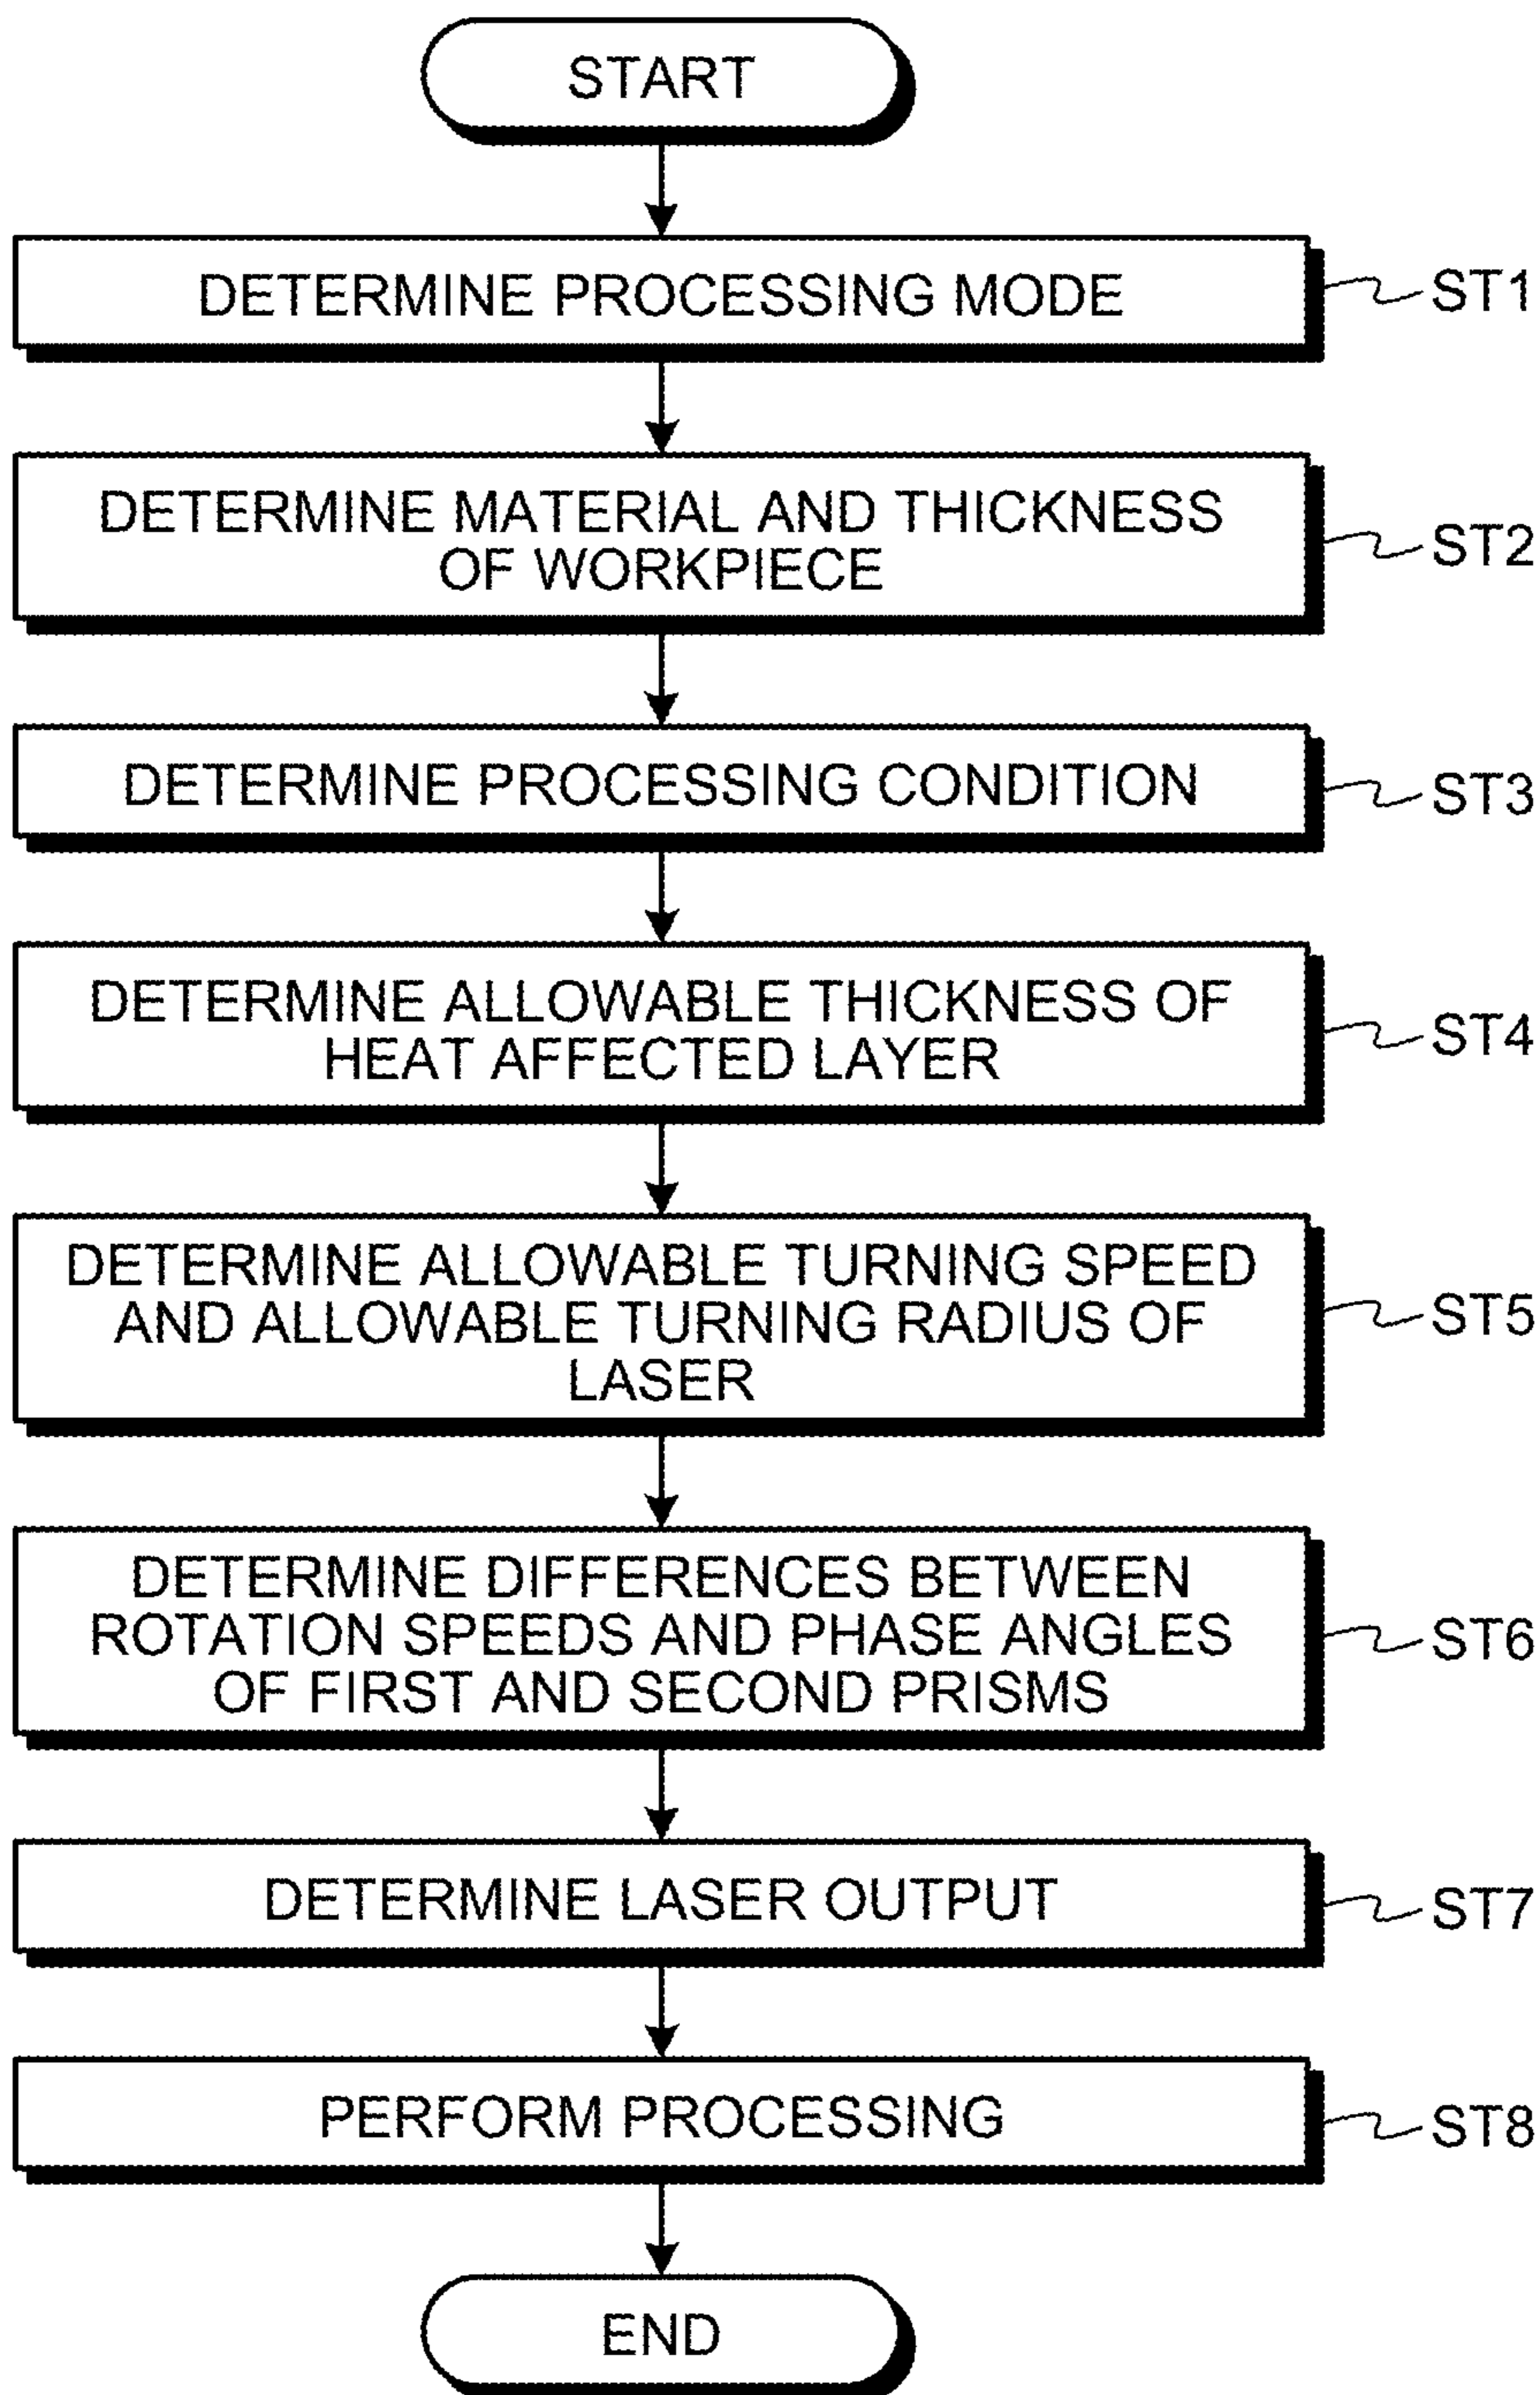 START
DETERMINE PROCESSING MODE
ST1
DETERMINE MATERIAL AND THICKNESS
OF WORKPIECE
ST2
DETERMINE PROCESSING CONDITION
ST3
DETERMINE ALLOWABLE THICKNESS OF
HEAT AFFECTED LAYER
ST4
DETERMINE ALLOWABLE TURNING SPEED
AND ALLOWABLE TURNING RADIUS OF
LASER
ST5
DETERMINE DIFFERENCES BETWEEN
ROTATION SPEEDS AND PHASE ANGLES
OF FIRST AND SECOND PRISMS
ST6
DETERMINE LASER OUTPUT
ST7
PERFORM PROCESSING
ST8
END